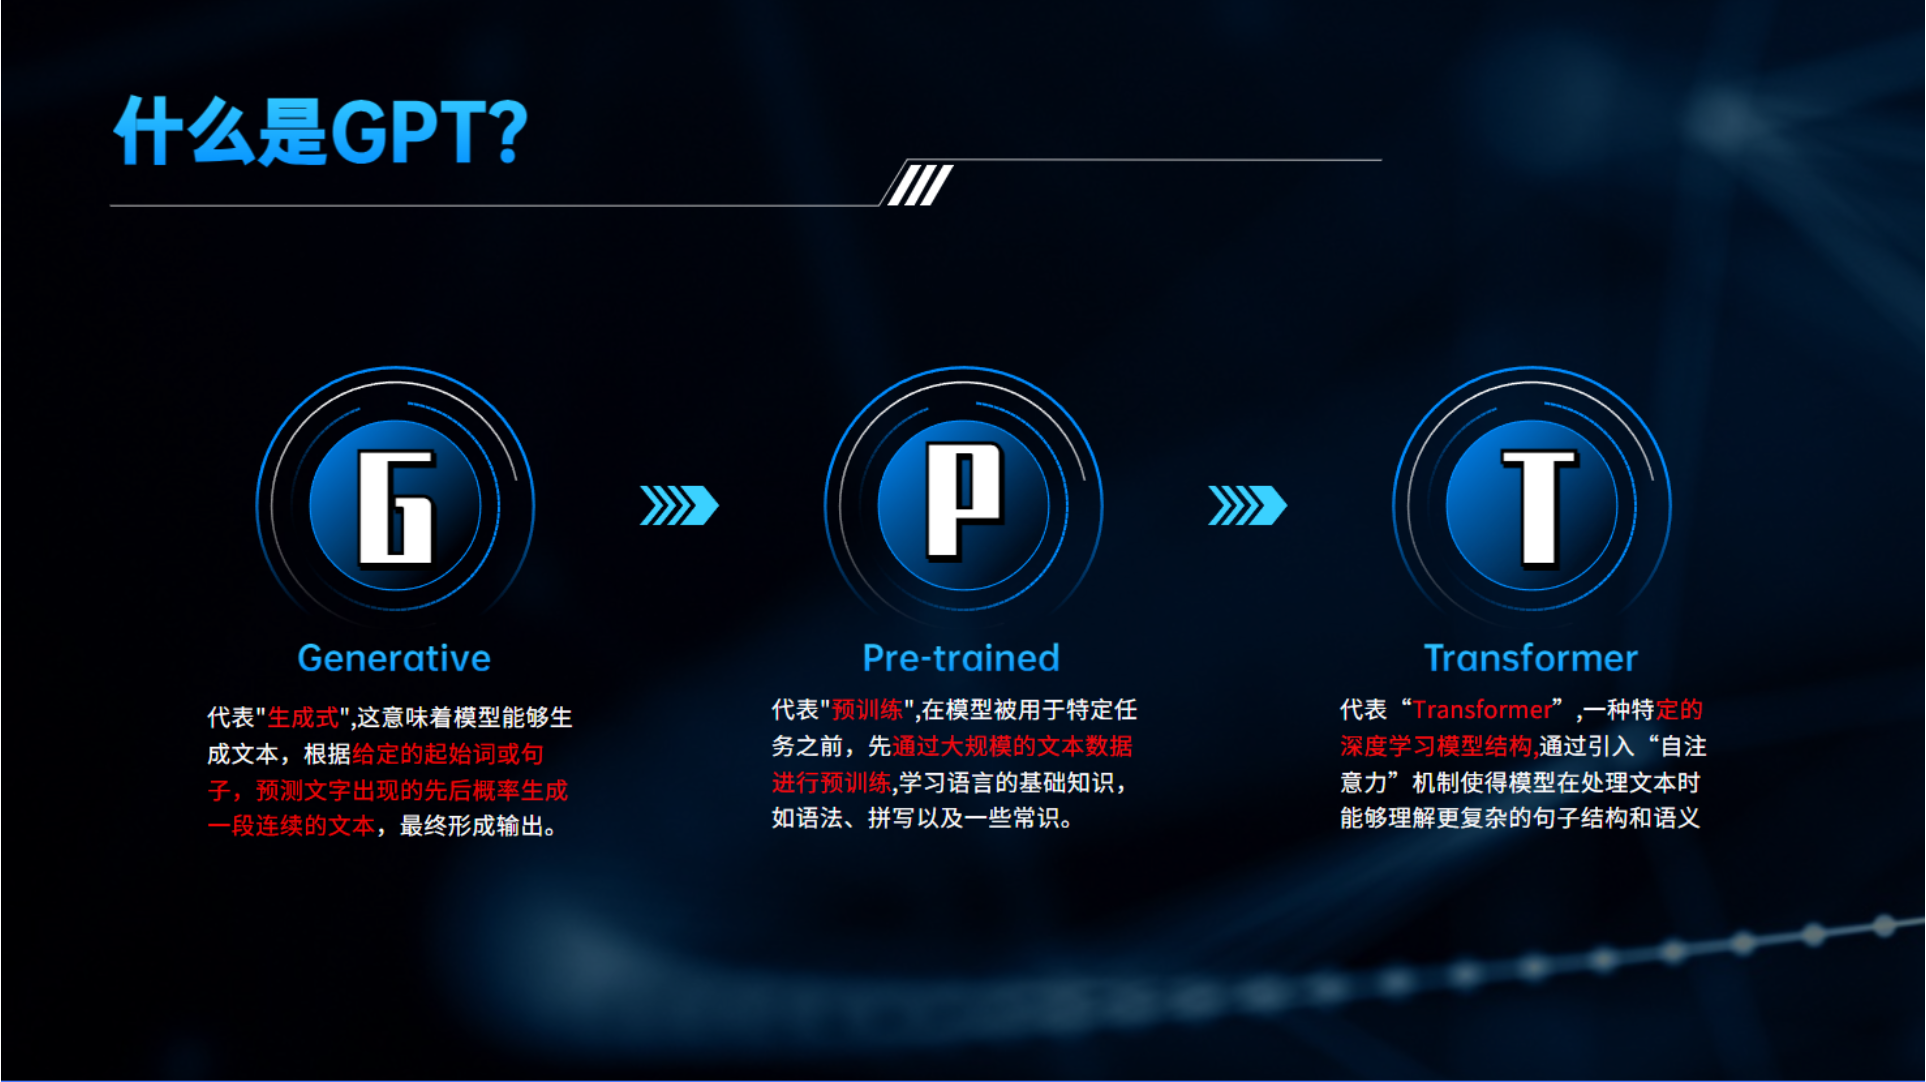 什么是GPT?
G
Generative
代表"生成式",这意味着模型能够生
成文本，根据给定的起始词或句
子，预测文字出现的先后概率生成
一段连续的文本，最终形成输出。
P
Pre-trained
代表"预训练",在模型被用于特定任
务之前，先通过大规模的文本数据
进行预训练,学习语言的基础知识，
如语法、拼写以及一些常识。
T
Transformer
代表“Transformer”,一种特定的
深度学习模型结构,通过引入“自注
意力”机制使得模型在处理文本时
能够理解更复杂的句子结构和语义